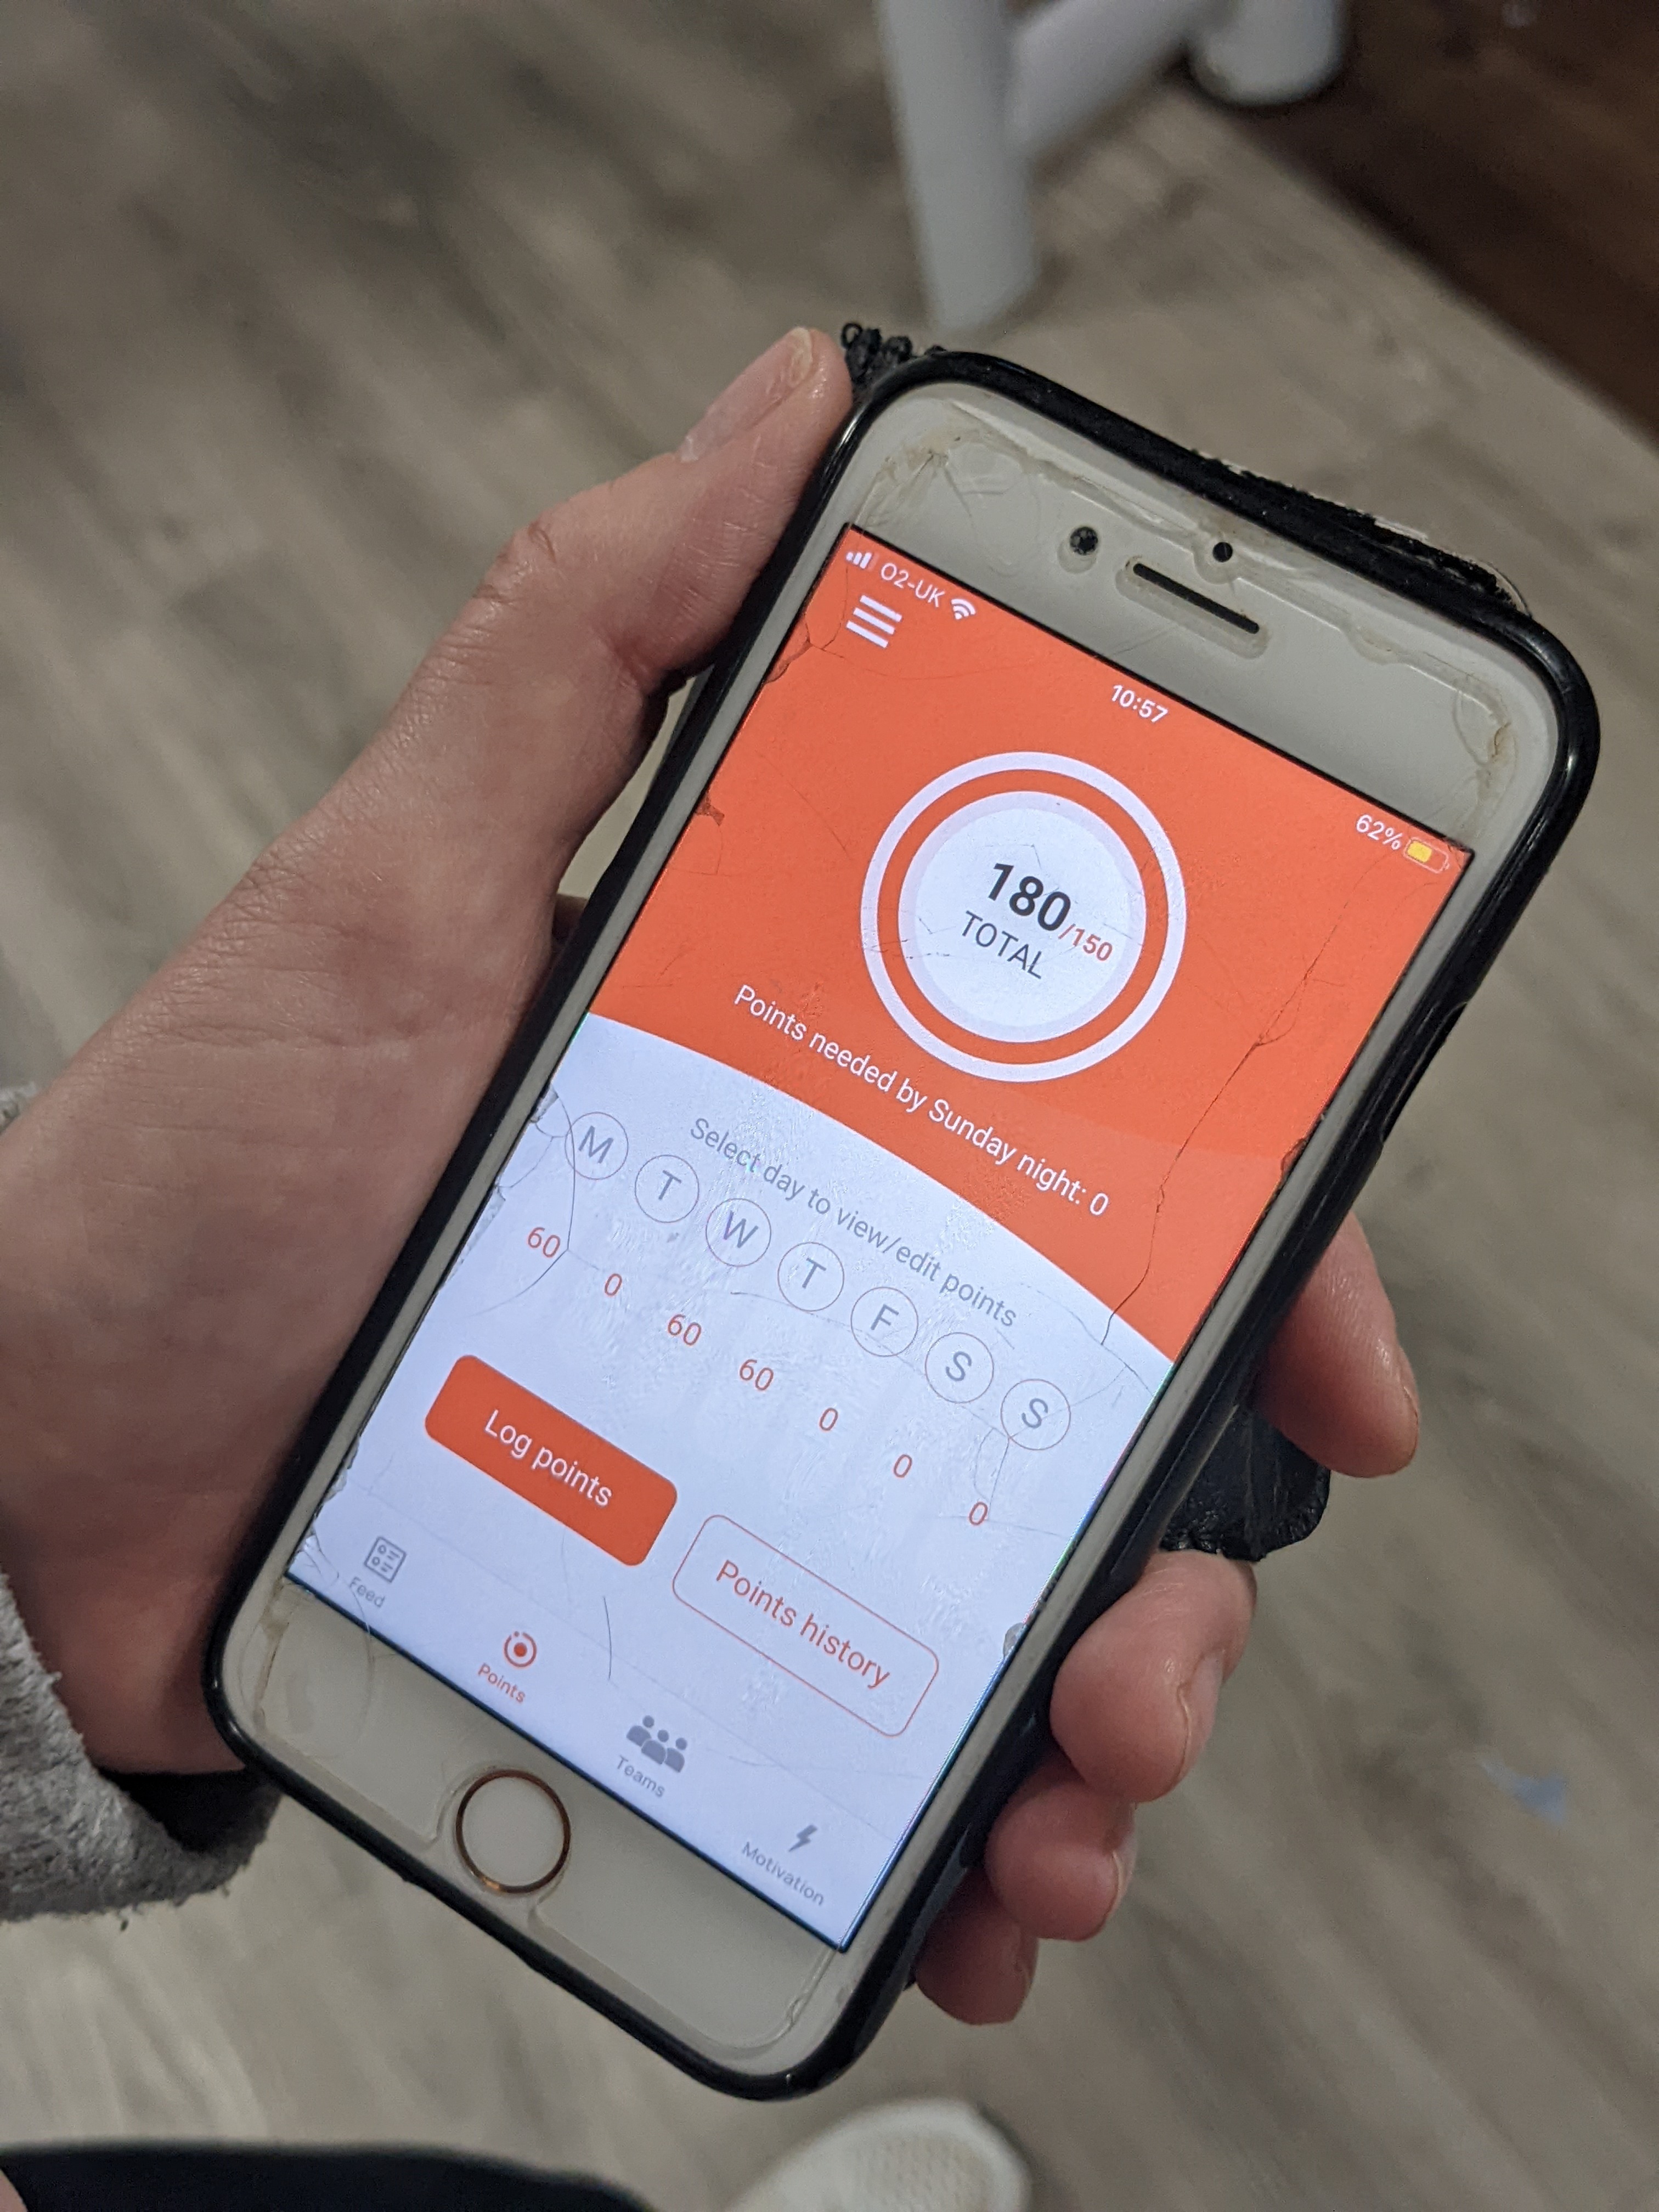 O2-UK
10:57
62%
180/150
TOTAL
Points needed by Sunday night: 0
Select day to view/edit points
M T W T F S S
60 0 60 60 0 0 0
Log points
Points history
Feed
Points
Teams
Motivation